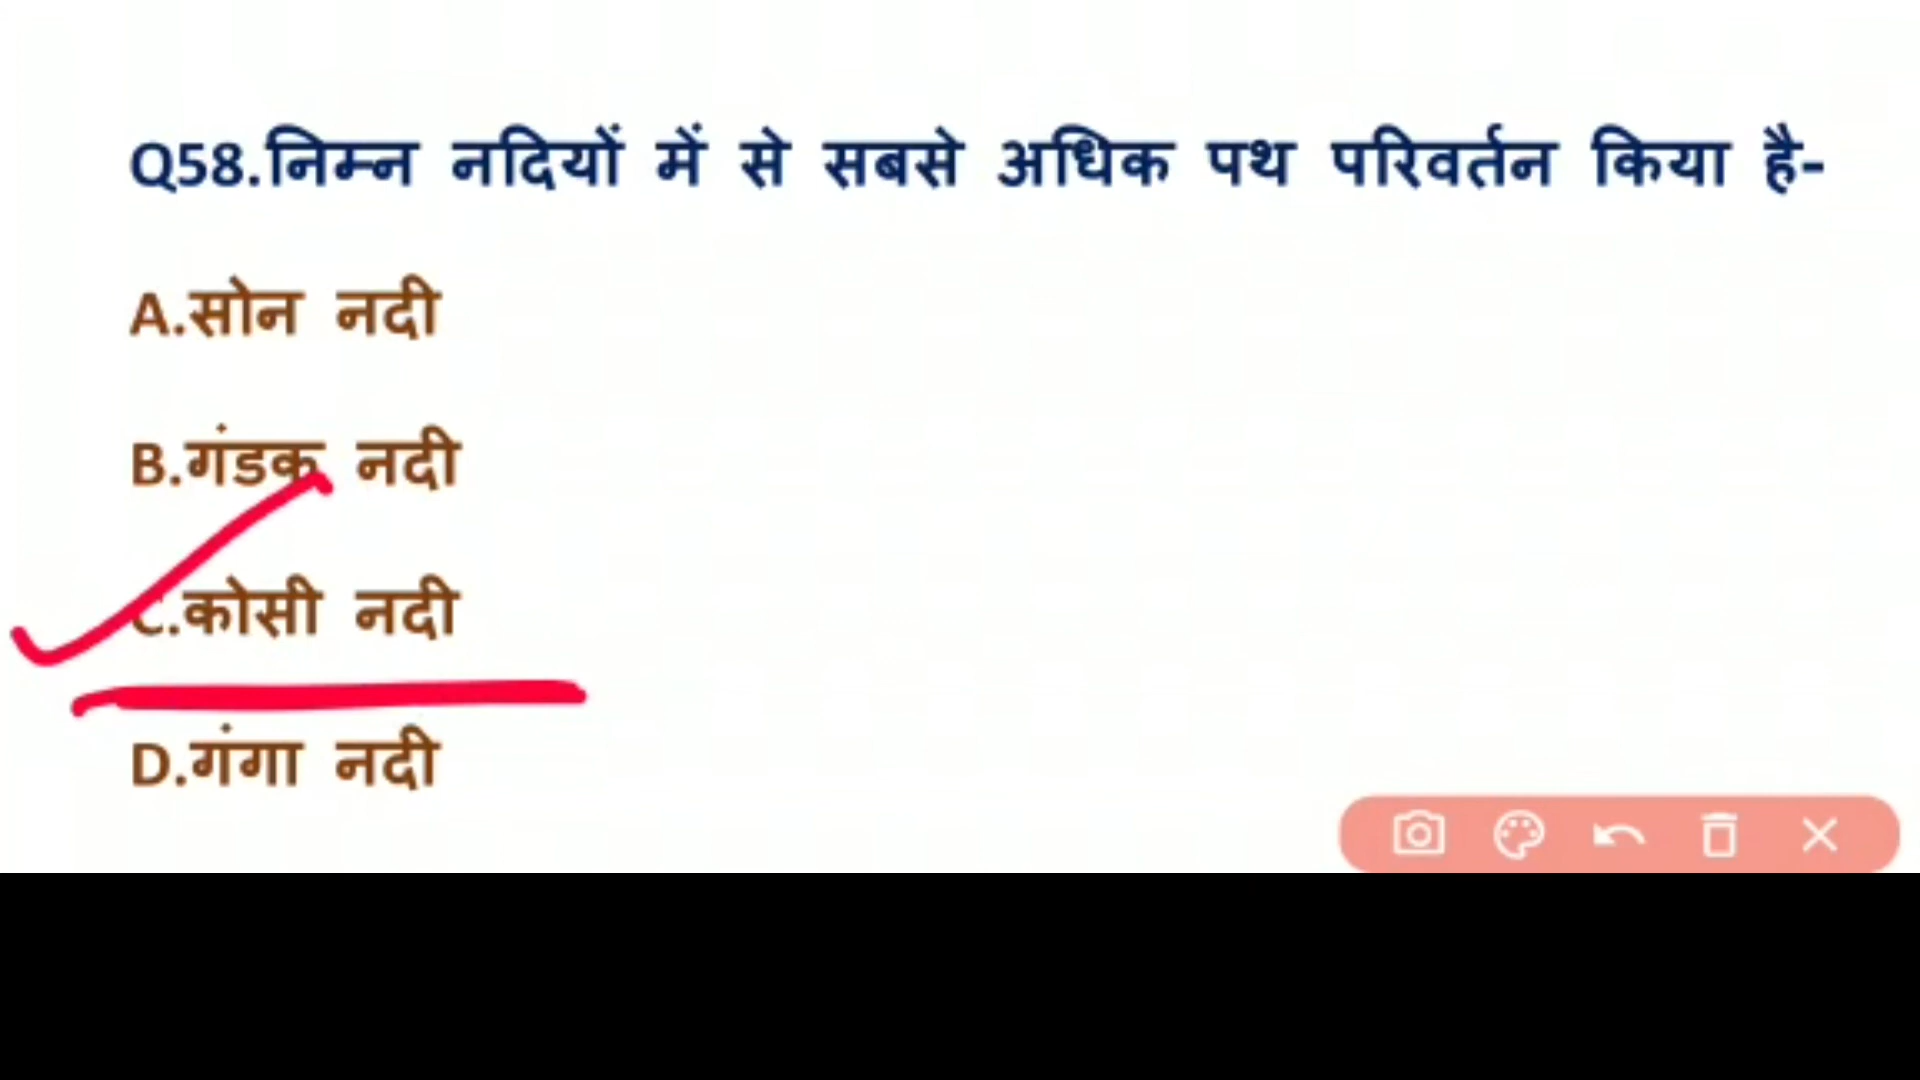 Q58.निम्न नदियों में से सबसे अधिक पथ परिवर्तन किया है-
A.सोन नदी
B.गंडक नदी
C.कोसी नदी
D.गंगा नदी